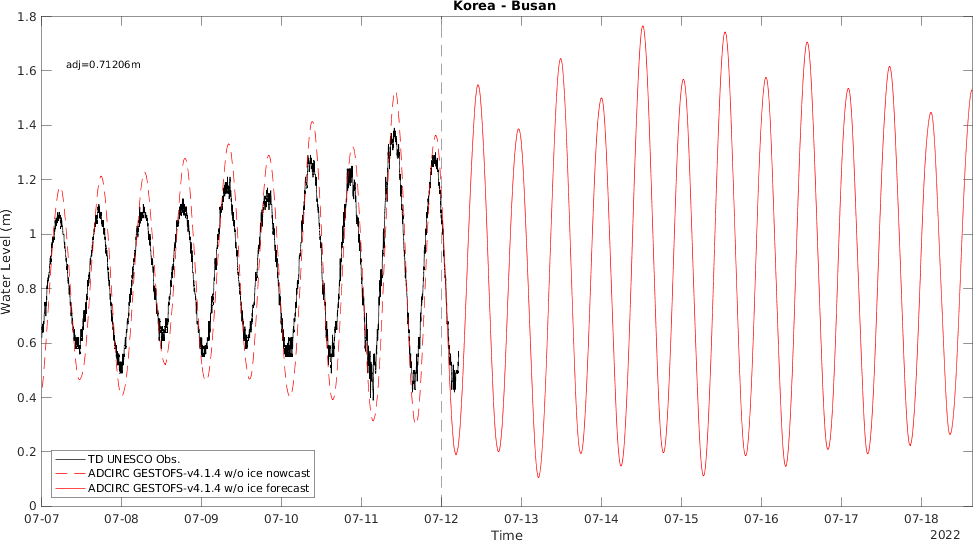 Korea - Busan
1.8
adj=0.71206m
1.6
1.4
1.2
1
0.8
0.6
0.4
0.2
0
Water Level (m)
TD UNESCO Obs.
ADCIRC GESTOFS-v4.1.4 w/o ice nowcast
ADCIRC GESTOFS-v4.1.4 w/o ice forecast
07-07 07-08 07-09 07-10 07-11 07-12 07-13 07-14 07-15 07-16 07-17 07-18
Time
2022